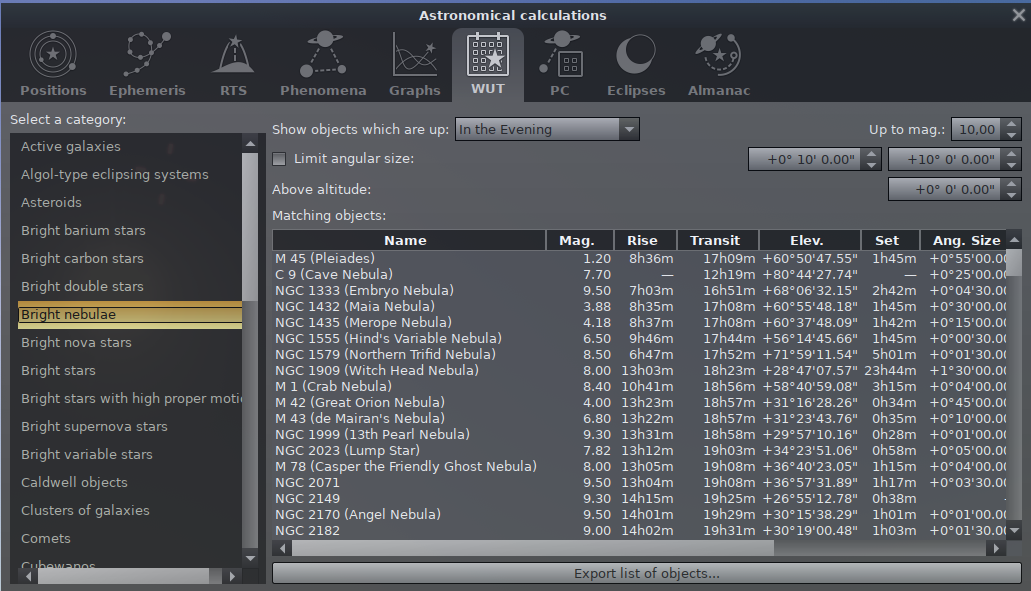 Astronomical calculations
Positions Ephemeris RTS Phenomena Graphs WUT PC Eclipses Almanac
Select a category:
Active galaxies
Algol-type eclipsing systems
Asteroids
Bright barium stars
Bright carbon stars
Bright double stars
Bright nebulae
Bright nova stars
Bright stars
Bright stars with high proper moti
Bright supernova stars
Bright variable stars
Caldwell objects
Clusters of galaxies
Comets
Cubewanos
Show objects which are up: In the Evening Up to mag.: 10,00
Limit angular size: +0° 10' 0.00" +10° 0' 0.00"
Above altitude: +0° 0' 0.00"
Matching objects:
Name Mag. Rise Transit Elev. Set Ang. Size
M 45 (Pleiades) 1.20 8h36m 17h09m +60°50'47.55" 1h45m +0°55'00.00
C 9 (Cave Nebula) 7.70 — 12h19m +80°44'27.74" — +0°25'00.00
NGC 1333 (Embryo Nebula) 9.50 7h03m 16h51m +68°06'32.15" 2h42m +0°04'30.00
NGC 1432 (Maia Nebula) 3.88 8h35m 17h08m +60°55'48.18" 1h45m +0°30'00.00
NGC 1435 (Merope Nebula) 4.18 8h37m 17h08m +60°37'48.09" 1h42m +0°15'00.00
NGC 1555 (Hind's Variable Nebula) 6.50 9h46m 17h44m +56°14'45.66" 1h45m +0°00'30.00
NGC 1579 (Northern Trifid Nebula) 8.50 6h47m 17h52m +71°59'11.54" 5h01m +0°01'30.00
NGC 1909 (Witch Head Nebula) 8.00 13h03m 18h23m +28°47'07.57" 23h44m +1°30'00.00
M 1 (Crab Nebula) 8.40 10h41m 18h56m +58°40'59.08" 3h15m +0°04'00.00
M 42 (Great Orion Nebula) 4.00 13h23m 18h57m +31°16'28.26" 0h34m +0°45'00.00
M 43 (de Mairan's Nebula) 6.80 13h22m 18h57m +31°23'43.76" 0h35m +0°10'00.00
NGC 1999 (13th Pearl Nebula) 9.30 13h31m 18h58m +29°57'10.16" 0h28m +0°01'00.00
NGC 2023 (Lump Star) 7.82 13h12m 19h03m +34°23'51.06" 0h58m +0°05'00.00
M 78 (Casper the Friendly Ghost Nebula) 8.00 13h05m 19h08m +36°40'23.05" 1h15m +0°04'00.00
NGC 2071 9.50 13h04m 19h08m +36°57'31.89" 1h17m +0°03'30.00
NGC 2149 9.30 14h15m 19h25m +26°55'12.78" 0h38m
NGC 2170 (Angel Nebula) 9.50 14h01m 19h29m +30°15'38.29" 1h01m +0°01'00.00
NGC 2182 9.00 14h02m 19h31m +30°19'00.48" 1h03m +0°01'30.00
Export list of objects...